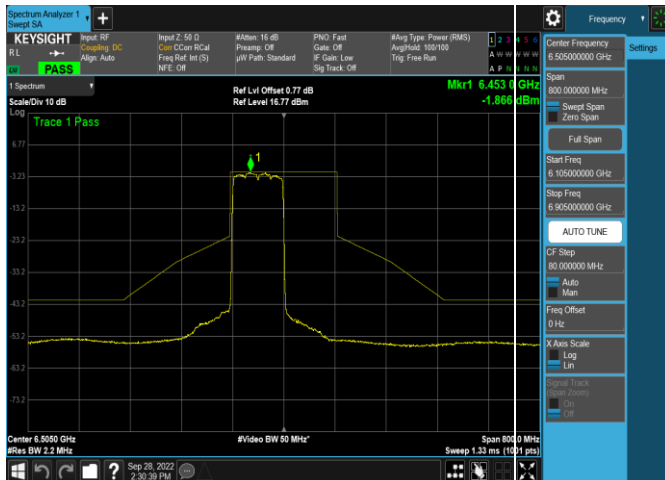 Spectrum Analyzer 1
Swept SA
+
Frequency
KEYSIGHT
Input: RF
Coupling: DC
Align: Auto
Input Z: 50 Ω
Corr CCorr RCal
Freq Ref: Int (S)
NFE: Off
#Atten: 16 dB
Preamp: Off
µW Path: Standard
PNO: Fast
Gate: Off
IF Gain: Low
Sig Track: Off
#Avg Type: Power (RMS)
Avg|Hold: 100/100
Trig: Free Run
1 2 3 4 5 6
A W W W W W
A P N N N N
R L
PASS
1 Spectrum
Scale/Div 10 dB
Ref Lvl Offset 0.77 dB
Ref Level 16.77 dBm
Mkr1 6.453 0 GHz
-1.866 dBm
Log
Trace 1 Pass
1
6.77
-3.23
-13.2
-23.2
-33.2
-43.2
-53.2
-63.2
-73.2
Center 6.5050 GHz
#Res BW 2.2 MHz
#Video BW 50 MHz*
Span 800.0 MHz
Sweep 1.33 ms (1001 pts)
Sep 28, 2022
2:30:39 PM
Center Frequency
6.505000000 GHz
Settings
Span
800.000000 MHz
Swept Span
Zero Span
Full Span
Start Freq
6.105000000 GHz
Stop Freq
6.905000000 GHz
AUTO TUNE
CF Step
80.000000 MHz
Auto
Man
Freq Offset
0 Hz
X Axis Scale
Log
Lin
Signal Track
(Span Zoom)
On
Off